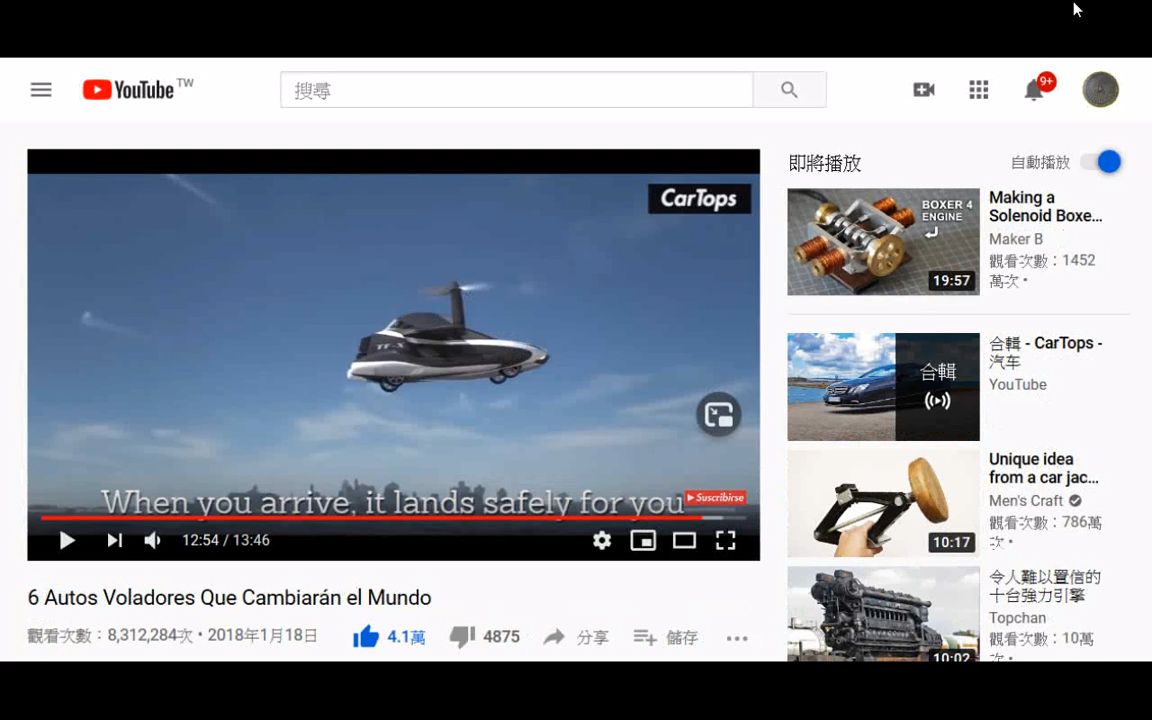 YouTube TW
搜尋
9+
CarTops
TF-X
When you arrive, it lands safely for you
Suscribirse
12:54 / 13:46
6 Autos Voladores Que Cambiarán el Mundo
觀看次數：8,312,284次 • 2018年1月18日
4.1萬
4875
分享
儲存
即將播放
自動播放
BOXER 4
ENGINE
19:57
Making a
Solenoid Boxe...
Maker B
觀看次數：1452
萬次 •
合輯
合輯 - CarTops -
汽车
YouTube
10:17
Unique idea
from a car jac...
Men's Craft
觀看次數：786萬
次 •
10:02
令人難以置信的
十台強力引擎
Topchan
觀看次數：10萬
次 •